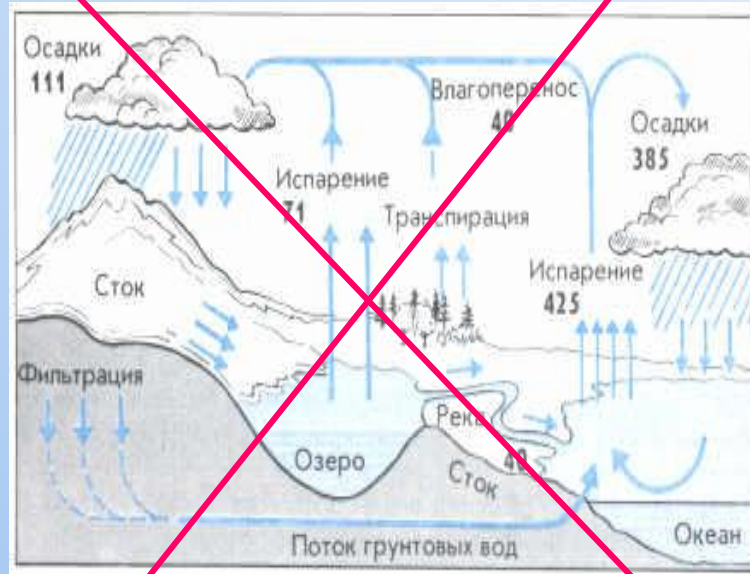 Осадки
111
Влагоперенос
40
Осадки
385
Испарение
71
Транспирация
Испарение
425
Сток
Фильтрация
Река
Озеро
Сток
40
Океан
Поток грунтовых вод